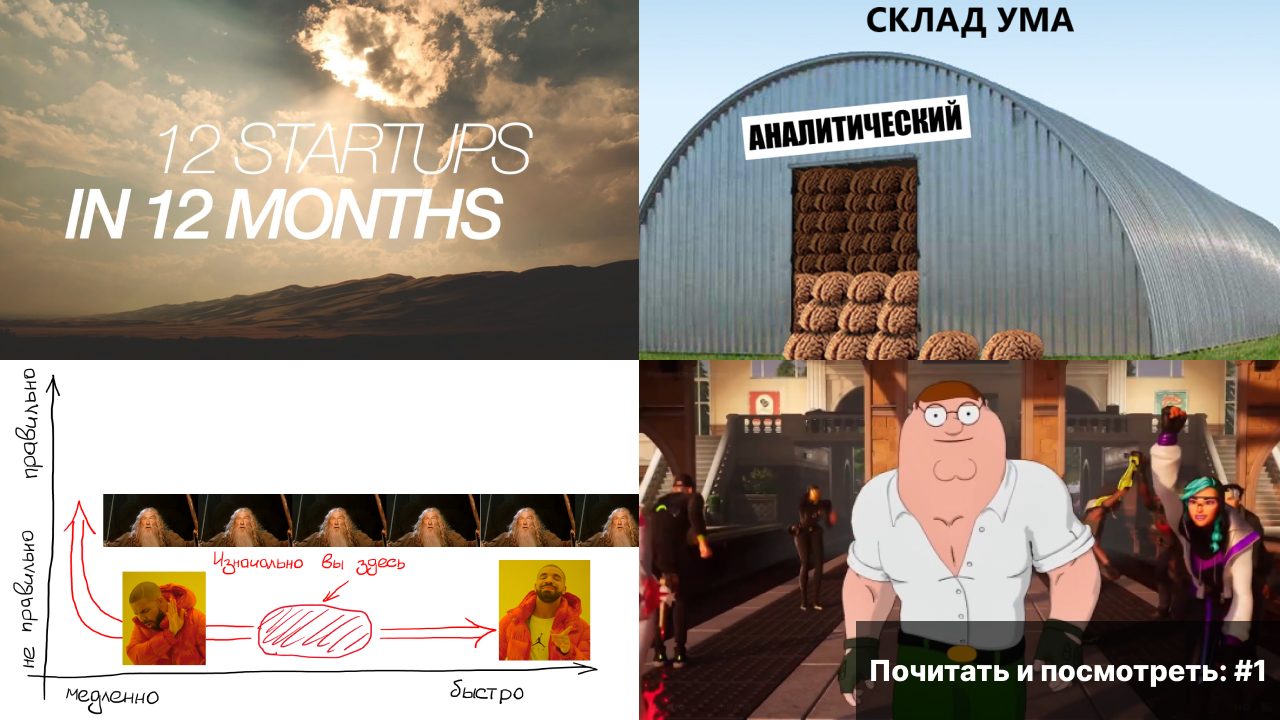 12 STARTUPS
IN 12 MONTHS
СКЛАД УМА
АНАЛИТИЧЕСКИЙ
правильно
Изначально вы здесь
не правильно
медленно
быстро
Почитать и посмотреть: #1